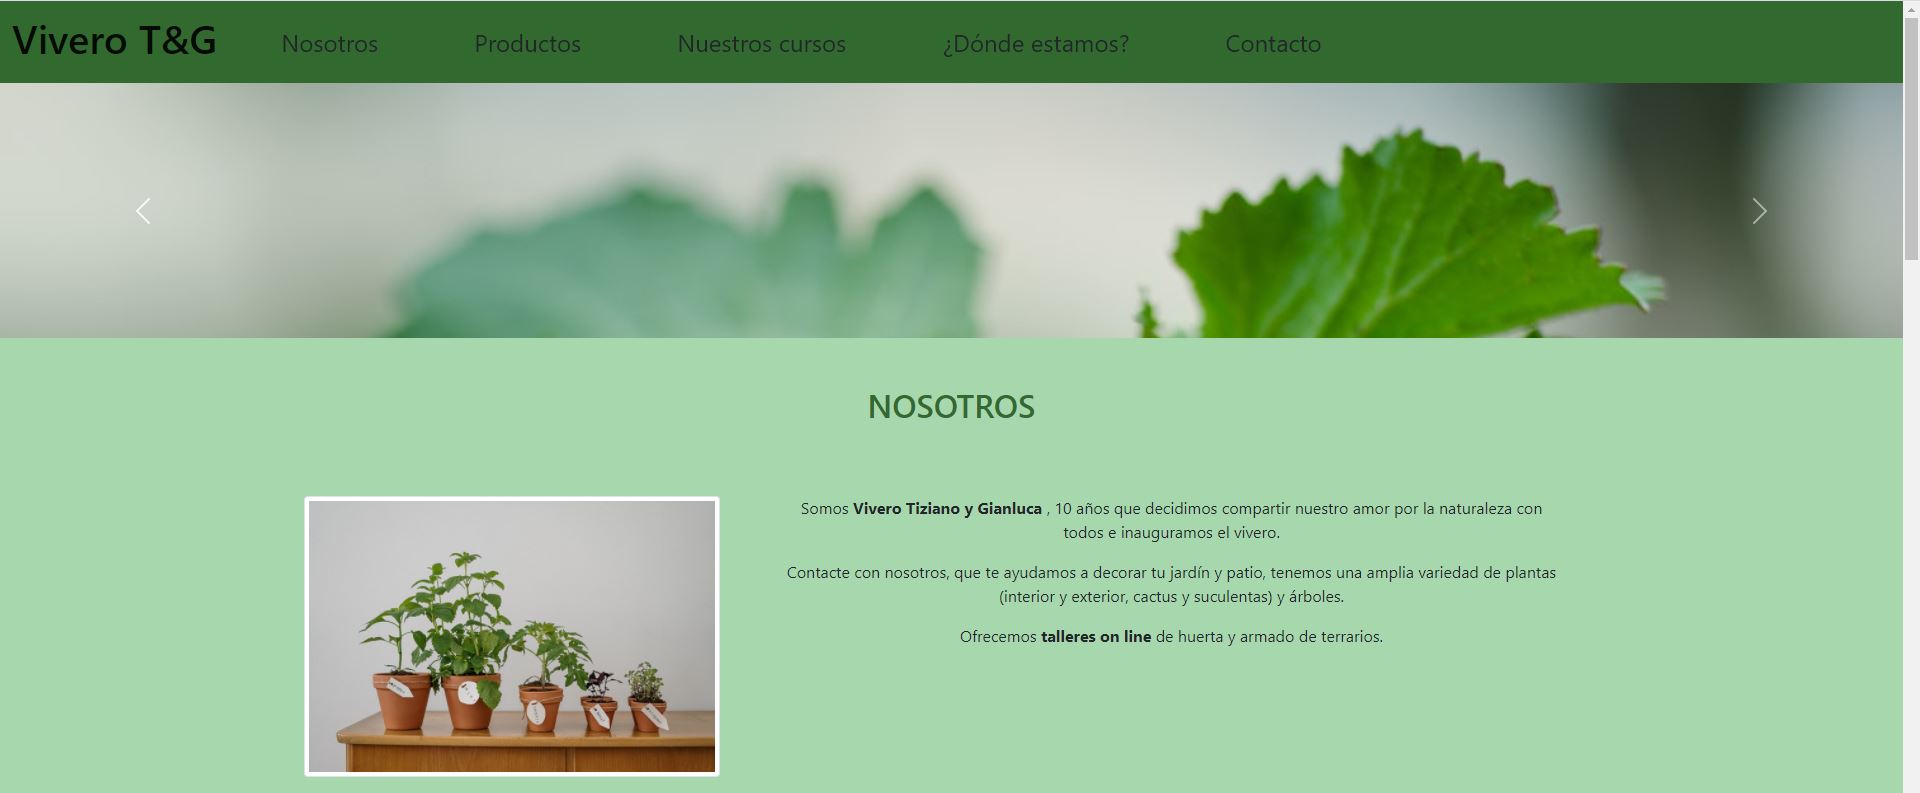 Vivero T&G Nosotros Productos Nuestros cursos ¿Dónde estamos? Contacto
NOSOTROS
Somos Vivero Tiziano y Gianluca , 10 años que decidimos compartir nuestro amor por la naturaleza con
todos e inauguramos el vivero.
Contacte con nosotros, que te ayudamos a decorar tu jardín y patio, tenemos una amplia variedad de plantas
(interior y exterior, cactus y suculentas) y árboles.
Ofrecemos talleres on line de huerta y armado de terrarios.